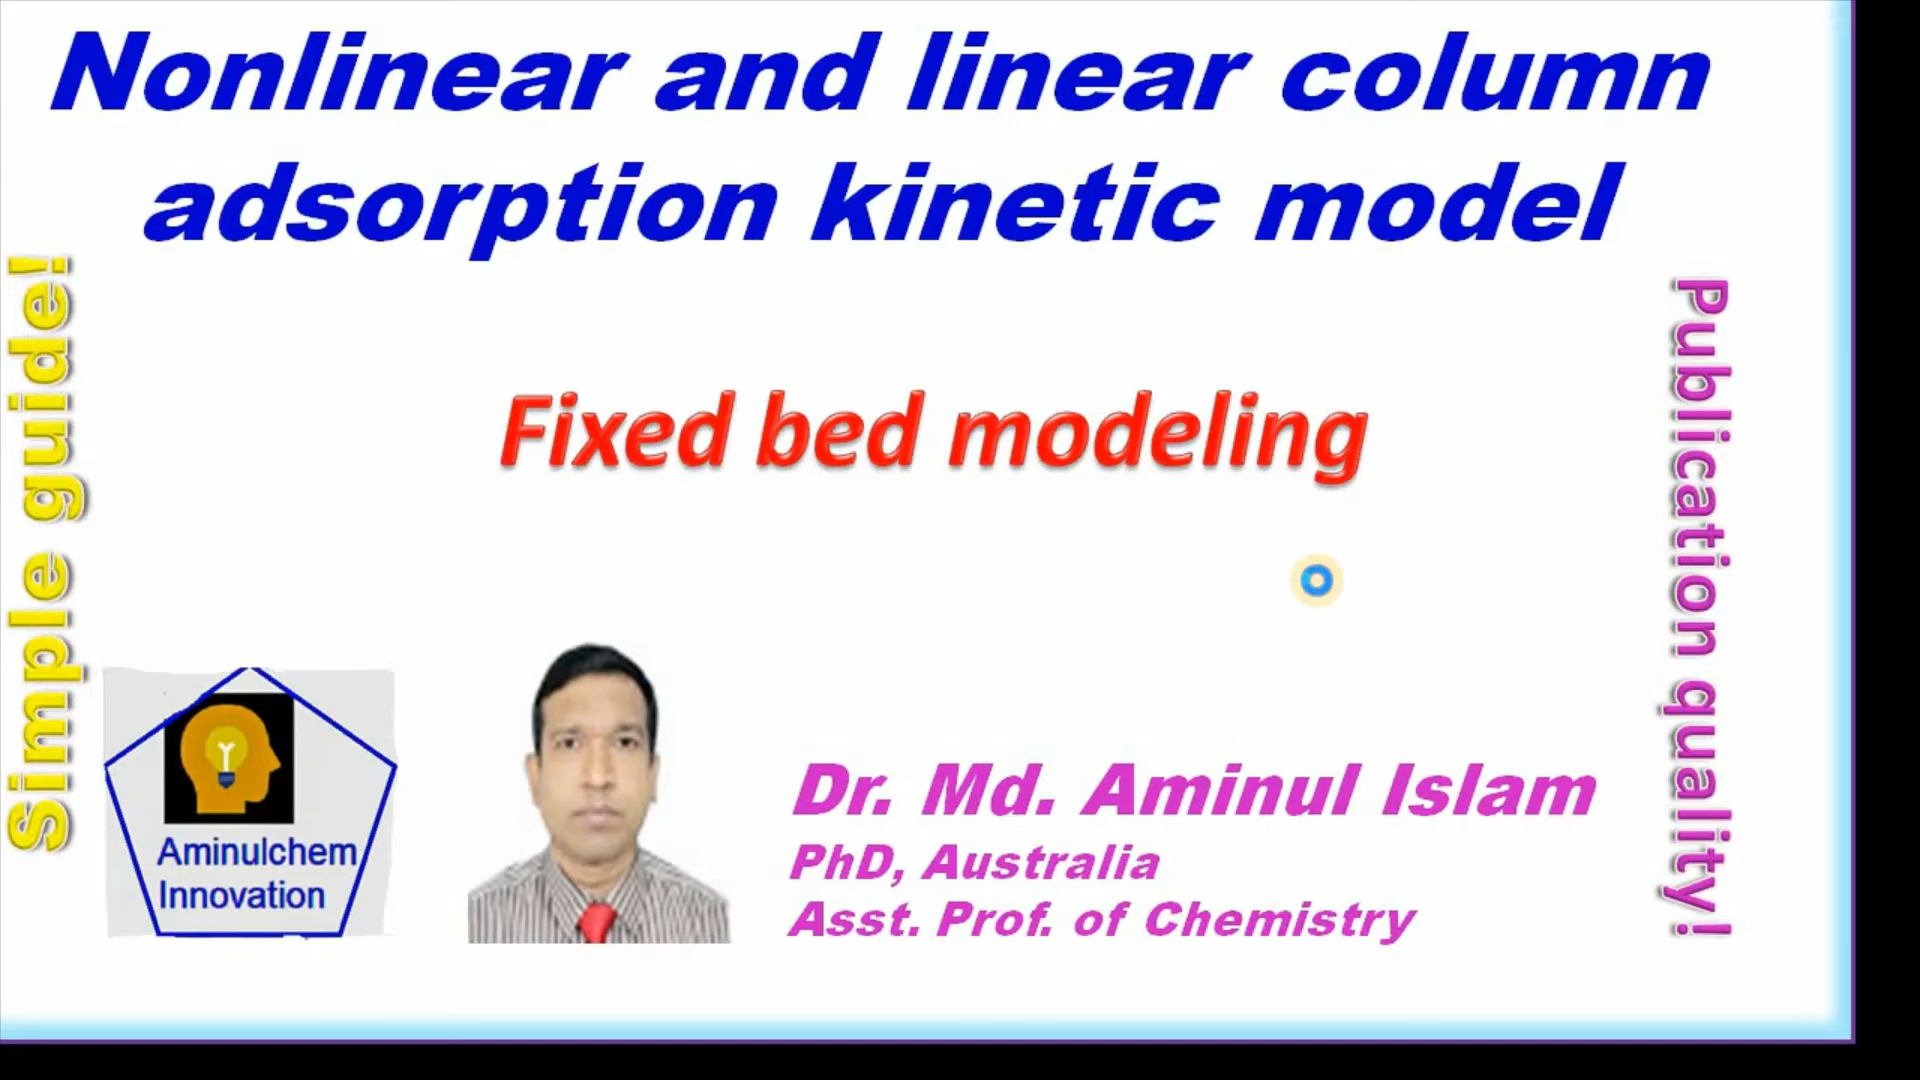 Nonlinear and linear column
adsorption kinetic model
Simple guide!
Fixed bed modeling
Publication quality!
Aminulchem
Innovation
Dr. Md. Aminul Islam
PhD, Australia
Asst. Prof. of Chemistry